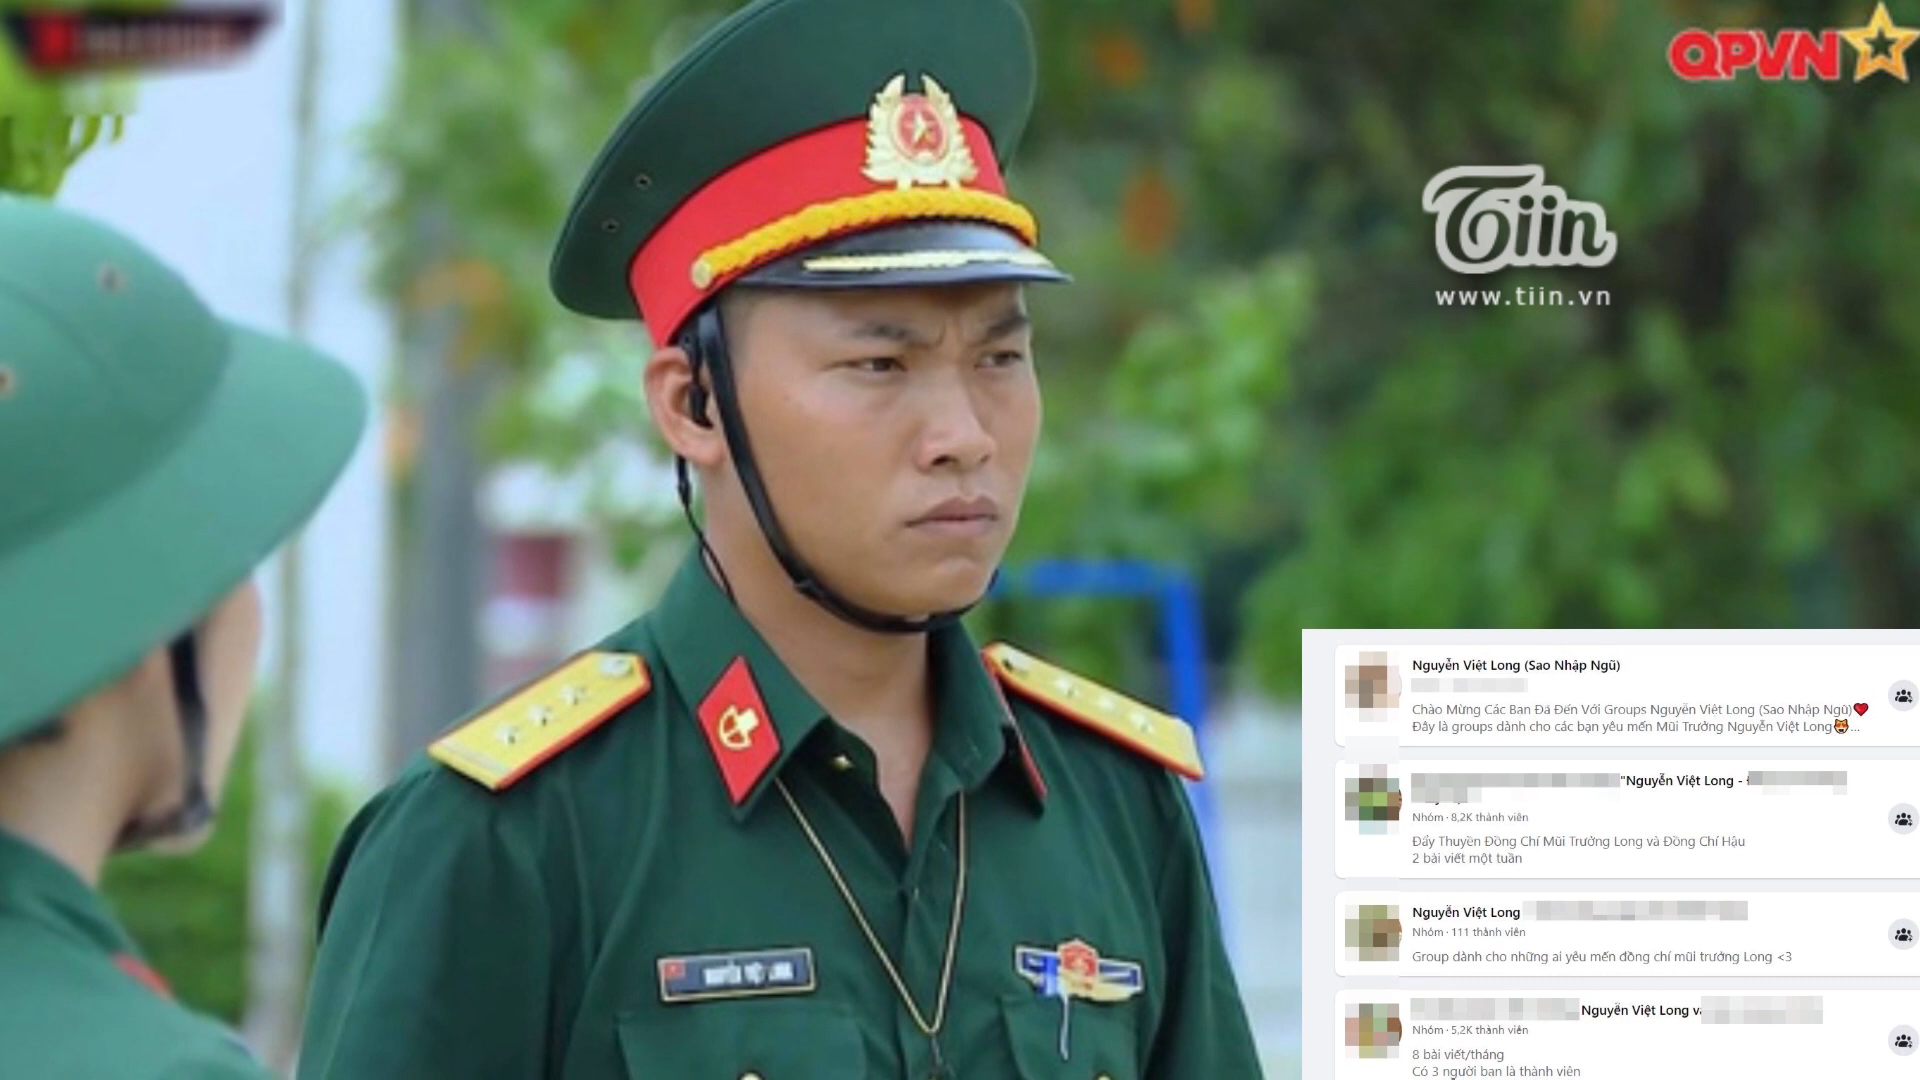 QPVN
Tiin
www.tiin.vn
NGUYỄN VIỆT LONG
Nguyễn Việt Long (Sao Nhập Ngũ)
Chào Mừng Các Bạn Đã Đến Với Groups Nguyễn Việt Long (Sao Nhập Ngũ)❤
Đây là groups dành cho các bạn yêu mến Mũi Trưởng Nguyễn Việt Long😻...
"Nguyễn Việt Long -
Nhóm · 8,2K thành viên
Đẩy Thuyền Đồng Chí Mũi Trưởng Long và Đồng Chí Hậu
2 bài viết một tuần
Nguyễn Việt Long
Nhóm · 111 thành viên
Group dành cho những ai yêu mến đồng chí mũi trưởng Long <3
Nguyễn Việt Long và
Nhóm · 5,2K thành viên
8 bài viết/tháng
Có 3 người bạn là thành viên